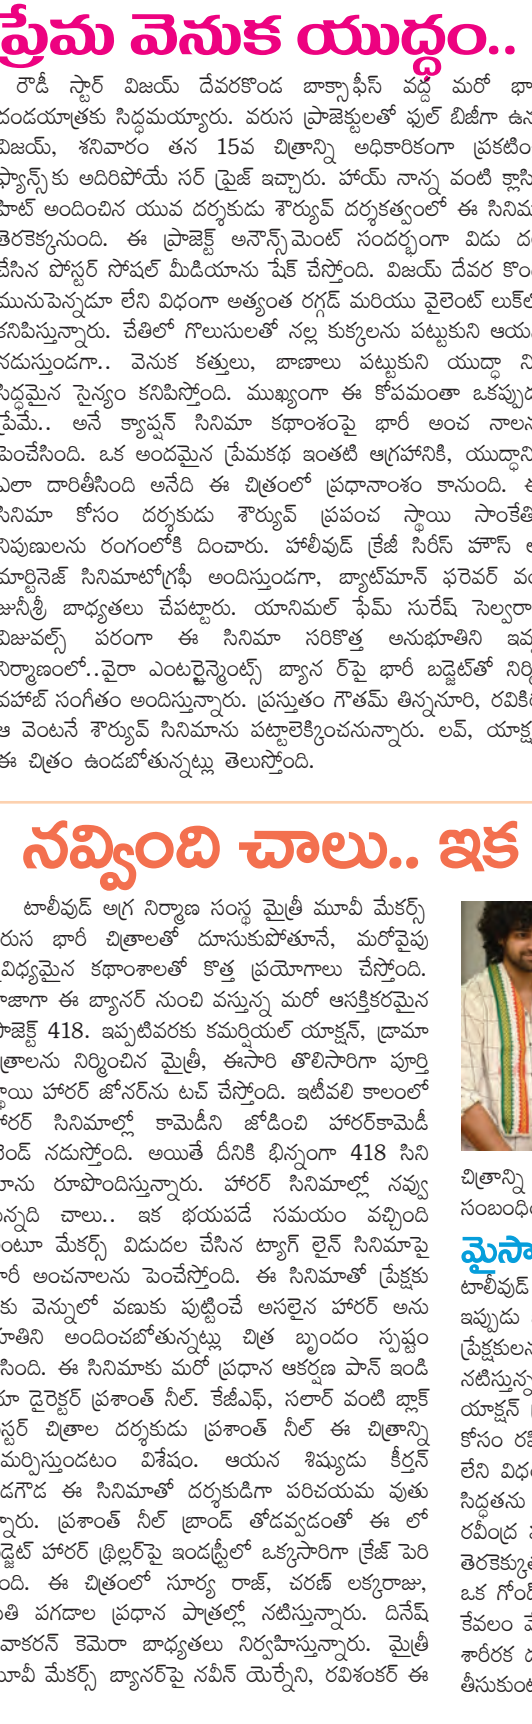 ప్రేమ వెనుక యుద్ధం..
రౌడీ స్టార్ విజయ్ దేవరకొండ బాక్సాఫీస్ వద్ద మరో భా
దండయాత్రకు సిద్ధమయ్యారు. వరుస ప్రాజెక్టులతో ఫుల్ బిజీగా ఉన
విజయ్, శనివారం తన 15వ చిత్రాన్ని అధికారికంగా ప్రకటిం
ఫ్యాన్స్‌కు అదిరిపోయే సర్ ప్రైజ్ ఇచ్చారు. హాయ్ నాన్న వంటి క్లాసి
హిట్ అందించిన యువ దర్శకుడు శౌర్యువ్ దర్శకత్వంలో ఈ సినిమ
తెరకెక్కనుంది. ఈ ప్రాజెక్ట్ అనౌన్స్‌మెంట్ సందర్భంగా విడు ద
చేసిన పోస్టర్ సోషల్ మీడియాను షేక్ చేస్తోంది. విజయ్ దేవర కొం
మునుపెన్నడూ లేని విధంగా అత్యంత రగ్గడ్ మరియు వైలెంట్ లుక్‌లో
కనిపిస్తున్నారు. చేతిలో గొలుసులతో నల్ల కుక్కలను పట్టుకుని ఆయ
నడుస్తుండగా.. వెనుక కత్తులు, బాణాలు పట్టుకుని యుద్ధా ని
సిద్ధమైన సైన్యం కనిపిస్తోంది. ముఖ్యంగా ఈ కోపమంతా ఒకప్పుడ
ప్రేమే.. అనే క్యాప్షన్ సినిమా కథాంశంపై భారీ అంచ నాలన
పెంచేసింది. ఒక అందమైన ప్రేమకథ ఇంతటి ఆగ్రహానికి, యుద్ధాని
ఎలా దారితీసింది అనేది ఈ చిత్రంలో ప్రధానాంశం కానుంది. ఈ
సినిమా కోసం దర్శకుడు శౌర్యువ్ ప్రపంచ స్థాయి సాంకేతి
నిపుణులను రంగంలోకి దించారు. హాలీవుడ్ క్రేజీ సిరీస్ హౌస్ ఆ
మార్టినెజ్ సినిమాటోగ్రఫీ అందిస్తుండగా, బ్యాట్‌మాన్ ఫరెవర్ వం
జునీశ్రీ బాధ్యతలు చేపట్టారు. యానిమల్ ఫేమ్ సురేష్ సెల్వరా
విజువల్స్ పరంగా ఈ సినిమా సరికొత్త అనుభూతిని ఇవ్వ
నిర్మాణంలో..వైరా ఎంటర్టైన్మెంట్స్ బ్యాన ర్‌పై భారీ బడ్జెట్‌తో నిర్మి
వహాబ్ సంగీతం అందిస్తున్నారు. ప్రస్తుతం గౌతమ్ తిన్ననూరి, రవికిర
ఆ వెంటనే శౌర్యువ్ సినిమాను పట్టాలెక్కించనున్నారు. లవ్, యాక్ష
ఈ చిత్రం ఉండబోతున్నట్లు తెలుస్తోంది.
నవ్వింది చాలు.. ఇక
టాలీవుడ్ అగ్ర నిర్మాణ సంస్థ మైత్రీ మూవీ మేకర్స్
రుస భారీ చిత్రాలతో దూసుకుపోతూనే, మరోవైపు
విధ్యమైన కథాంశాలతో కొత్త ప్రయోగాలు చేస్తోంది.
ాజాగా ఈ బ్యానర్ నుంచి వస్తున్న మరో ఆసక్తికరమైన
ప్రాజెక్ట్ 418. ఇప్పటివరకు కమర్షియల్ యాక్షన్, డ్రామా
త్రాలను నిర్మించిన మైత్రీ, ఈసారి తొలిసారిగా పూర్తి
్థాయి హారర్ జోనర్‌ను టచ్ చేస్తోంది. ఇటీవలి కాలంలో
హారర్ సినిమాల్లో కామెడీని జోడించి హారర్‌కామెడీ
రెండ్ నడుస్తోంది. అయితే దీనికి భిన్నంగా 418 సిని
మాను రూపొందిస్తున్నారు. హారర్ సినిమాల్లో నవ్వు
న్నది చాలు.. ఇక భయపడే సమయం వచ్చింది
ంటూ మేకర్స్ విడుదల చేసిన ట్యాగ్ లైన్ సినిమాపై
ారీ అంచనాలను పెంచేస్తోంది. ఈ సినిమాతో ప్రేక్షకు
కు వెన్నులో వణుకు పుట్టించే అసలైన హారర్ అను
ూతిని అందించబోతున్నట్లు చిత్ర బృందం స్పష్టం
ేసింది. ఈ సినిమాకు మరో ప్రధాన ఆకర్షణ పాన్ ఇండి
యా డైరెక్టర్ ప్రశాంత్ నీల్. కేజీఎఫ్, సలార్ వంటి బ్లాక్
స్టర్ చిత్రాల దర్శకుడు ప్రశాంత్ నీల్ ఈ చిత్రాన్ని
మర్పిస్తుండటం విశేషం. ఆయన శిష్యుడు కీర్తన్
డగౌడ ఈ సినిమాతో దర్శకుడిగా పరిచయమ వుతు
్నారు. ప్రశాంత్ నీల్ బ్రాండ్ తోడవ్వడంతో ఈ లో
డ్జెట్ హారర్ థ్రిల్లర్‌పై ఇండస్ట్రీలో ఒక్కసారిగా క్రేజ్ పెరి
ింది. ఈ చిత్రంలో సూర్య రాజ్, చరణ్ లక్కరాజు,
ీతి పగడాల ప్రధాన పాత్రల్లో నటిస్తున్నారు. దినేష్
వాకరన్ కెమెరా బాధ్యతలు నిర్వహిస్తున్నారు. మైత్రీ
మూవీ మేకర్స్ బ్యానర్‌పై నవీన్ యెర్నేని, రవిశంకర్ ఈ
చిత్రాన్ని
సంబంధిం
మైసా
టాలీవుడ్
ఇప్పుడు
ప్రేక్షకులన
నటిస్తున్న
యాక్షన్
కోసం రష
లేని విధ
సిద్ధతను
రవీంద్ర
తెరకెక్కు
ఒక గోండ్
కేవలం
శారీరక
తీసుకుంట